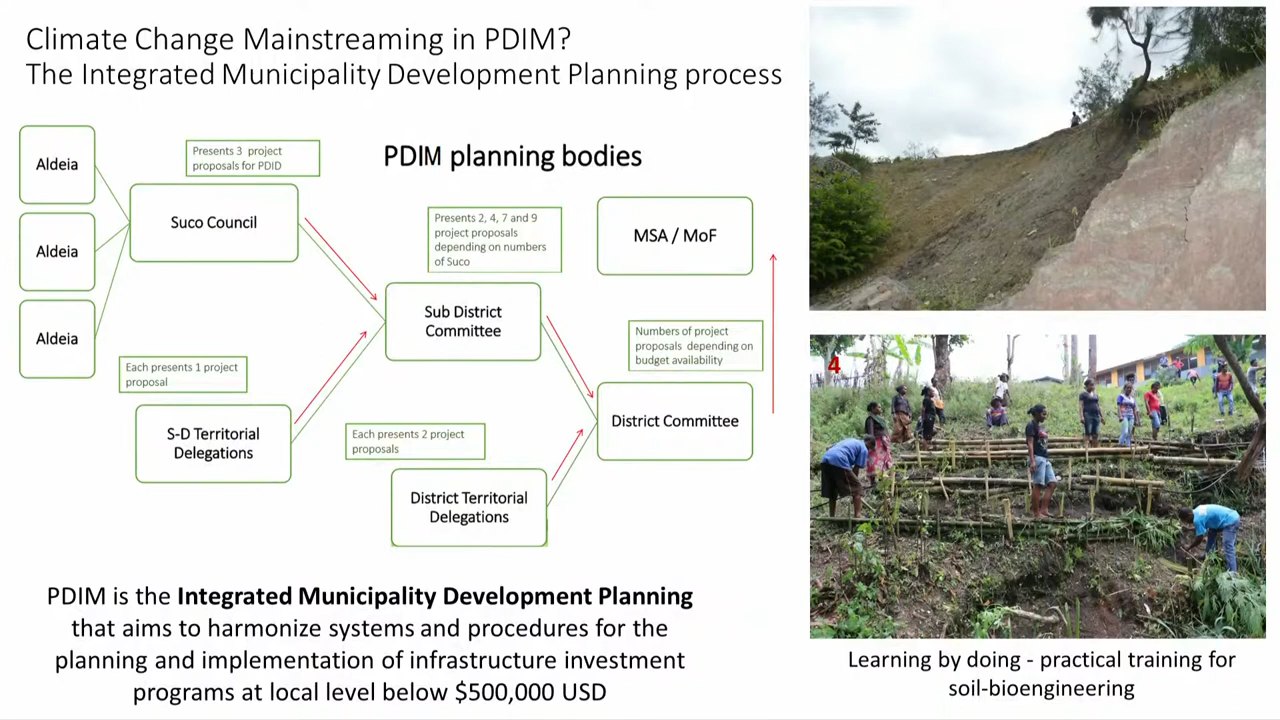 Climate Change Mainstreaming in PDIM?
The Integrated Municipality Development Planning process
PDIM planning bodies
Aldeia
Aldeia
Aldeia
Presents 3 project
proposals for PDID
Suco Council
Each presents 1 project
proposal
S-D Territorial
Delegations
Presents 2, 4, 7 and 9
project proposals
depending on numbers
of Suco
Sub District
Committee
Each presents 2 project
proposals
District Territorial
Delegations
MSA / MoF
Numbers of project
proposals depending on
budget availability
District Committee
PDIM is the Integrated Municipality Development Planning
that aims to harmonize systems and procedures for the
planning and implementation of infrastructure investment
programs at local level below $500,000 USD
4
Learning by doing - practical training for
soil-bioengineering